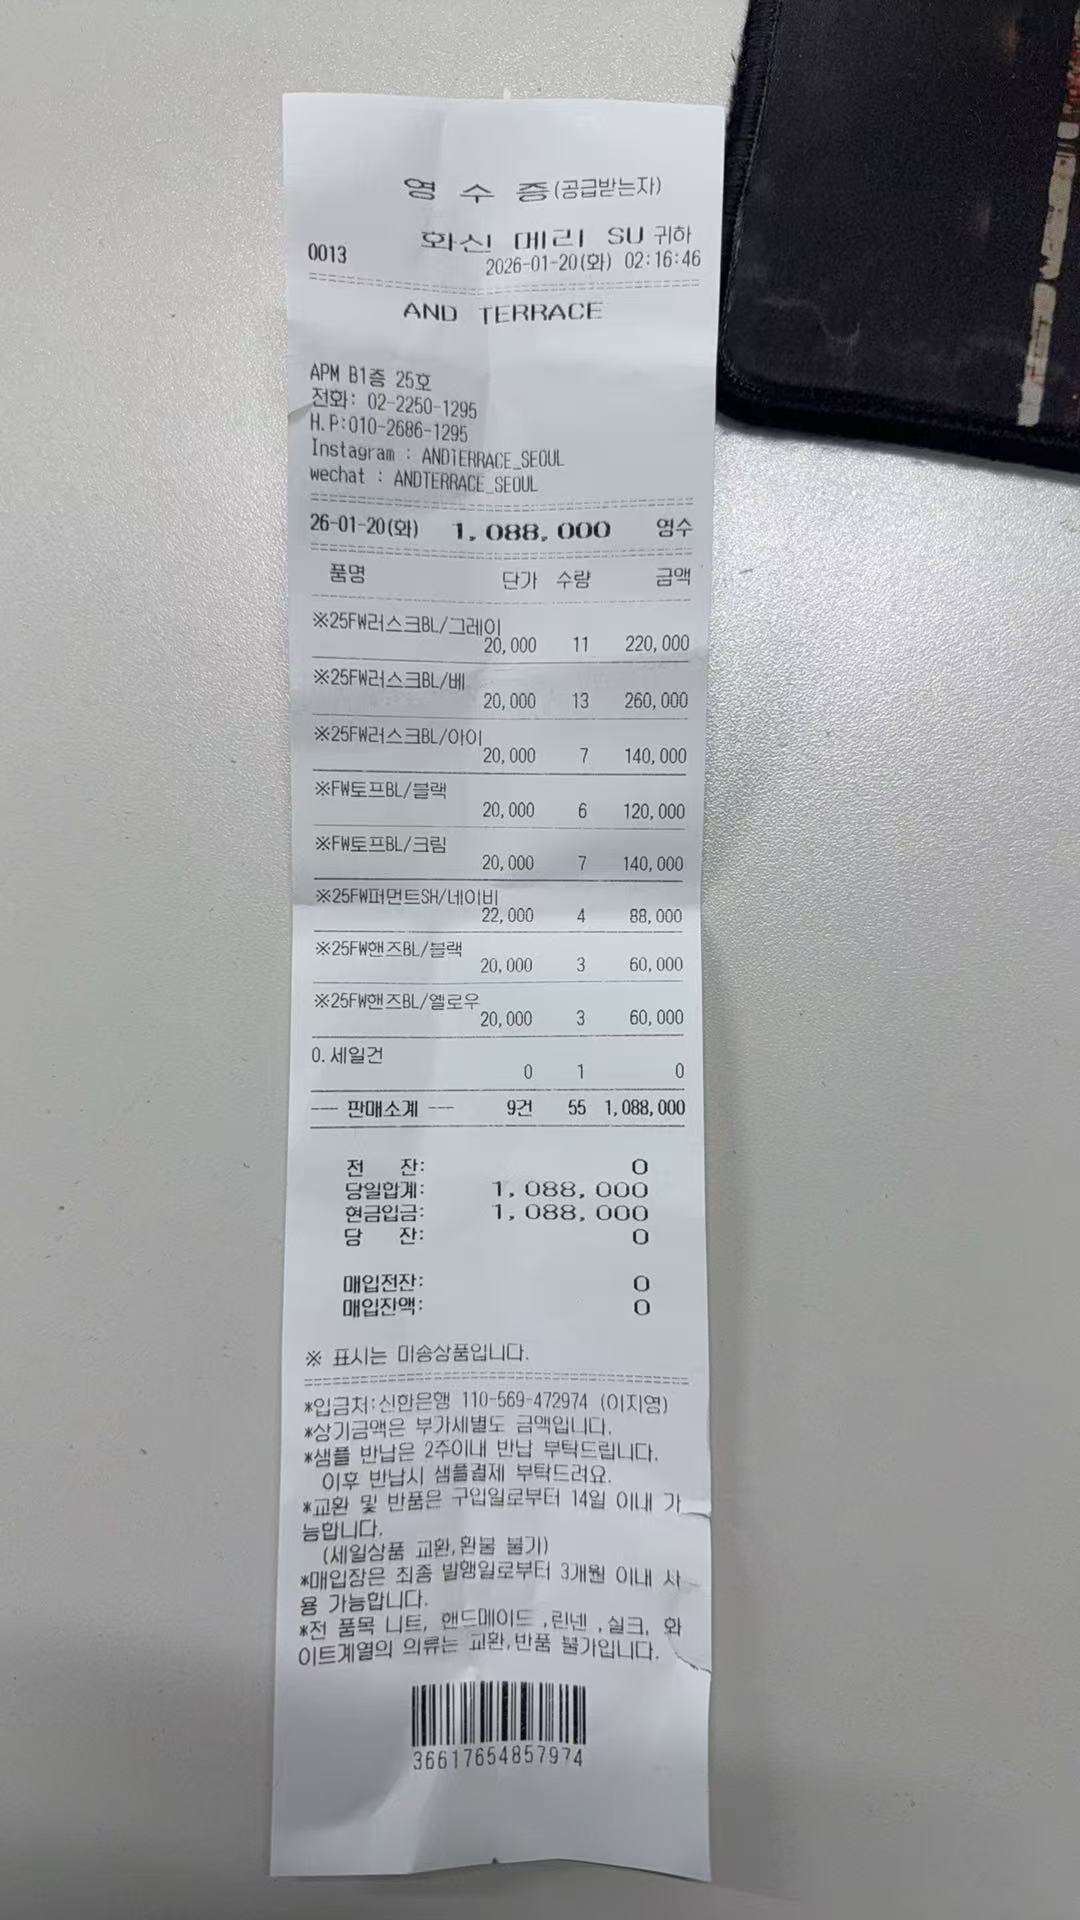 영 수 증(공급받는자)
화신 메리 SU 귀하
0013
2026-01-20(화) 02:16:46
AND TERRACE
APM B1층 25호
전화: 02-2250-1295
H.P:010-2686-1295
Instagram : ANDTERRACE_SEOUL
wechat : ANDTERRACE_SEOUL
26-01-20(화) 1,088,000 영수
품명 단가 수량 금액
※25FW러스크BL/그레이
20,000 11 220,000
※25FW러스크BL/베
20,000 13 260,000
※25FW러스크BL/아이
20,000 7 140,000
※FW토프BL/블랙
20,000 6 120,000
※FW토프BL/크림
20,000 7 140,000
※25FW퍼먼트SH/네이비
22,000 4 88,000
※25FW핸즈BL/블랙
20,000 3 60,000
※25FW핸즈BL/옐로우
20,000 3 60,000
0.세일건
0 1 0
--- 판매소계 --- 9건 55 1,088,000
전 잔: 0
당일합계: 1,088,000
현금입금: 1,088,000
당 잔: 0
매입전잔: 0
매입잔액: 0
※ 표시는 미송상품입니다.
*입금처:신한은행 110-569-472974 (이지영)
*상기금액은 부가세별도 금액입니다.
*샘플 반납은 2주이내 반납 부탁드립니다.
이후 반납시 샘플결제 부탁드려요.
*교환 및 반품은 구입일로부터 14일 이내 가
능합니다.
(세일상품 교환,환불 불가)
*매입장은 최종 발행일로부터 3개월 이내 사
용 가능합니다.
*전 품목 니트, 핸드메이드 ,린넨 ,실크, 화
이트계열의 의류는 교환,반품 불가입니다.
36617654857974